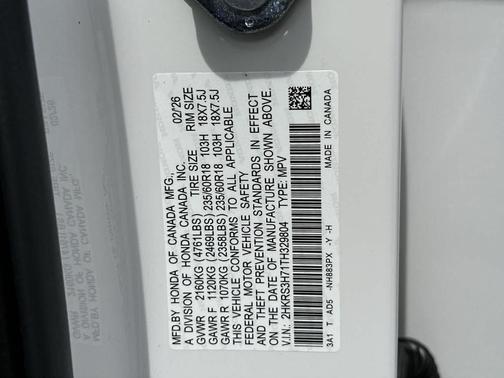 MFD. BY HONDA OF CANADA MFG., 02/26
A DIVISION OF HONDA CANADA INC.
TIRE SIZE RIM SIZE
GVWR 2160KG (4761LBS)
GAWR F 1120KG (2469LBS) 235/60R18 103H 18X7.5J
GAWR R 1070KG (2358LBS) 235/60R18 103H 18X7.5J
THIS VEHICLE CONFORMS TO ALL APPLICABLE
FEDERAL MOTOR VEHICLE SAFETY
AND THEFT PREVENTION STANDARDS IN EFFECT
ON THE DATE OF MANUFACTURE SHOWN ABOVE.
V.I.N.: 2HKRS3H71TH329804 TYPE: MPV
3A1 T AD5 -NH883PX -Y -H MADE IN CANADA